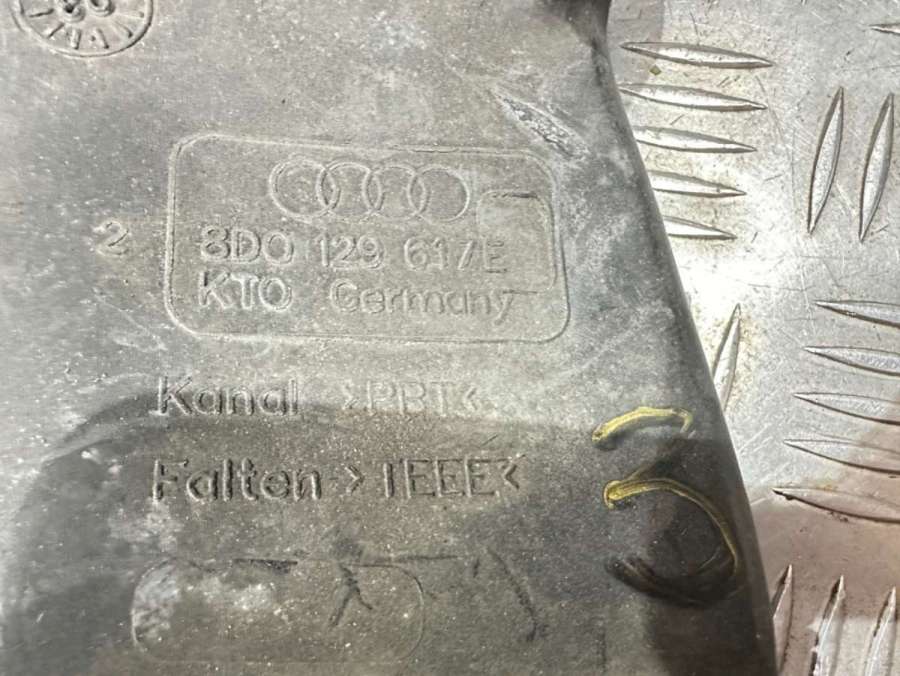 2 8D0 129 617E
KTO Germany
Kanal >PBT<
Falten >TEEE<